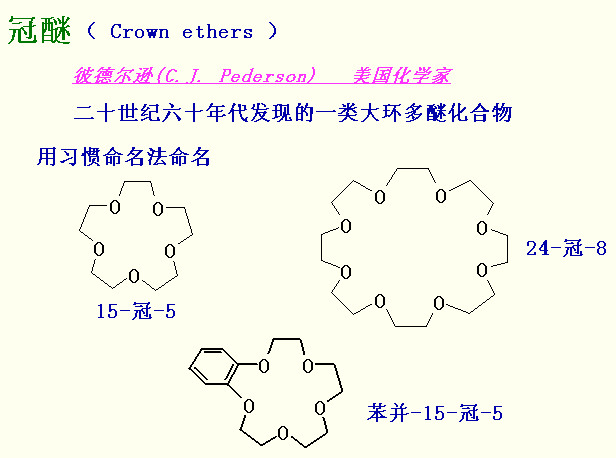 冠醚 ( Crown ethers )
彼德尔逊(C.J. Pederson) 美国化学家
二十世纪六十年代发现的一类大环多醚化合物
用习惯命名法命名
O O O O O
15-冠-5
O O O O O O O O
24-冠-8
O O O O O
苯并-15-冠-5